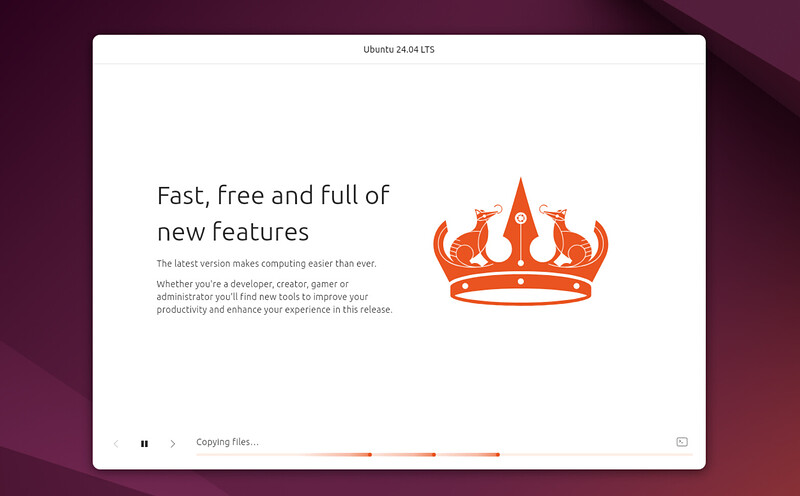 Ubuntu 24.04 LTS
Fast, free and full of
new features
The latest version makes computing easier than ever.
Whether you're a developer, creator, gamer or
administrator you'll find new tools to improve your
productivity and enhance your experience in this release.
Copying files...